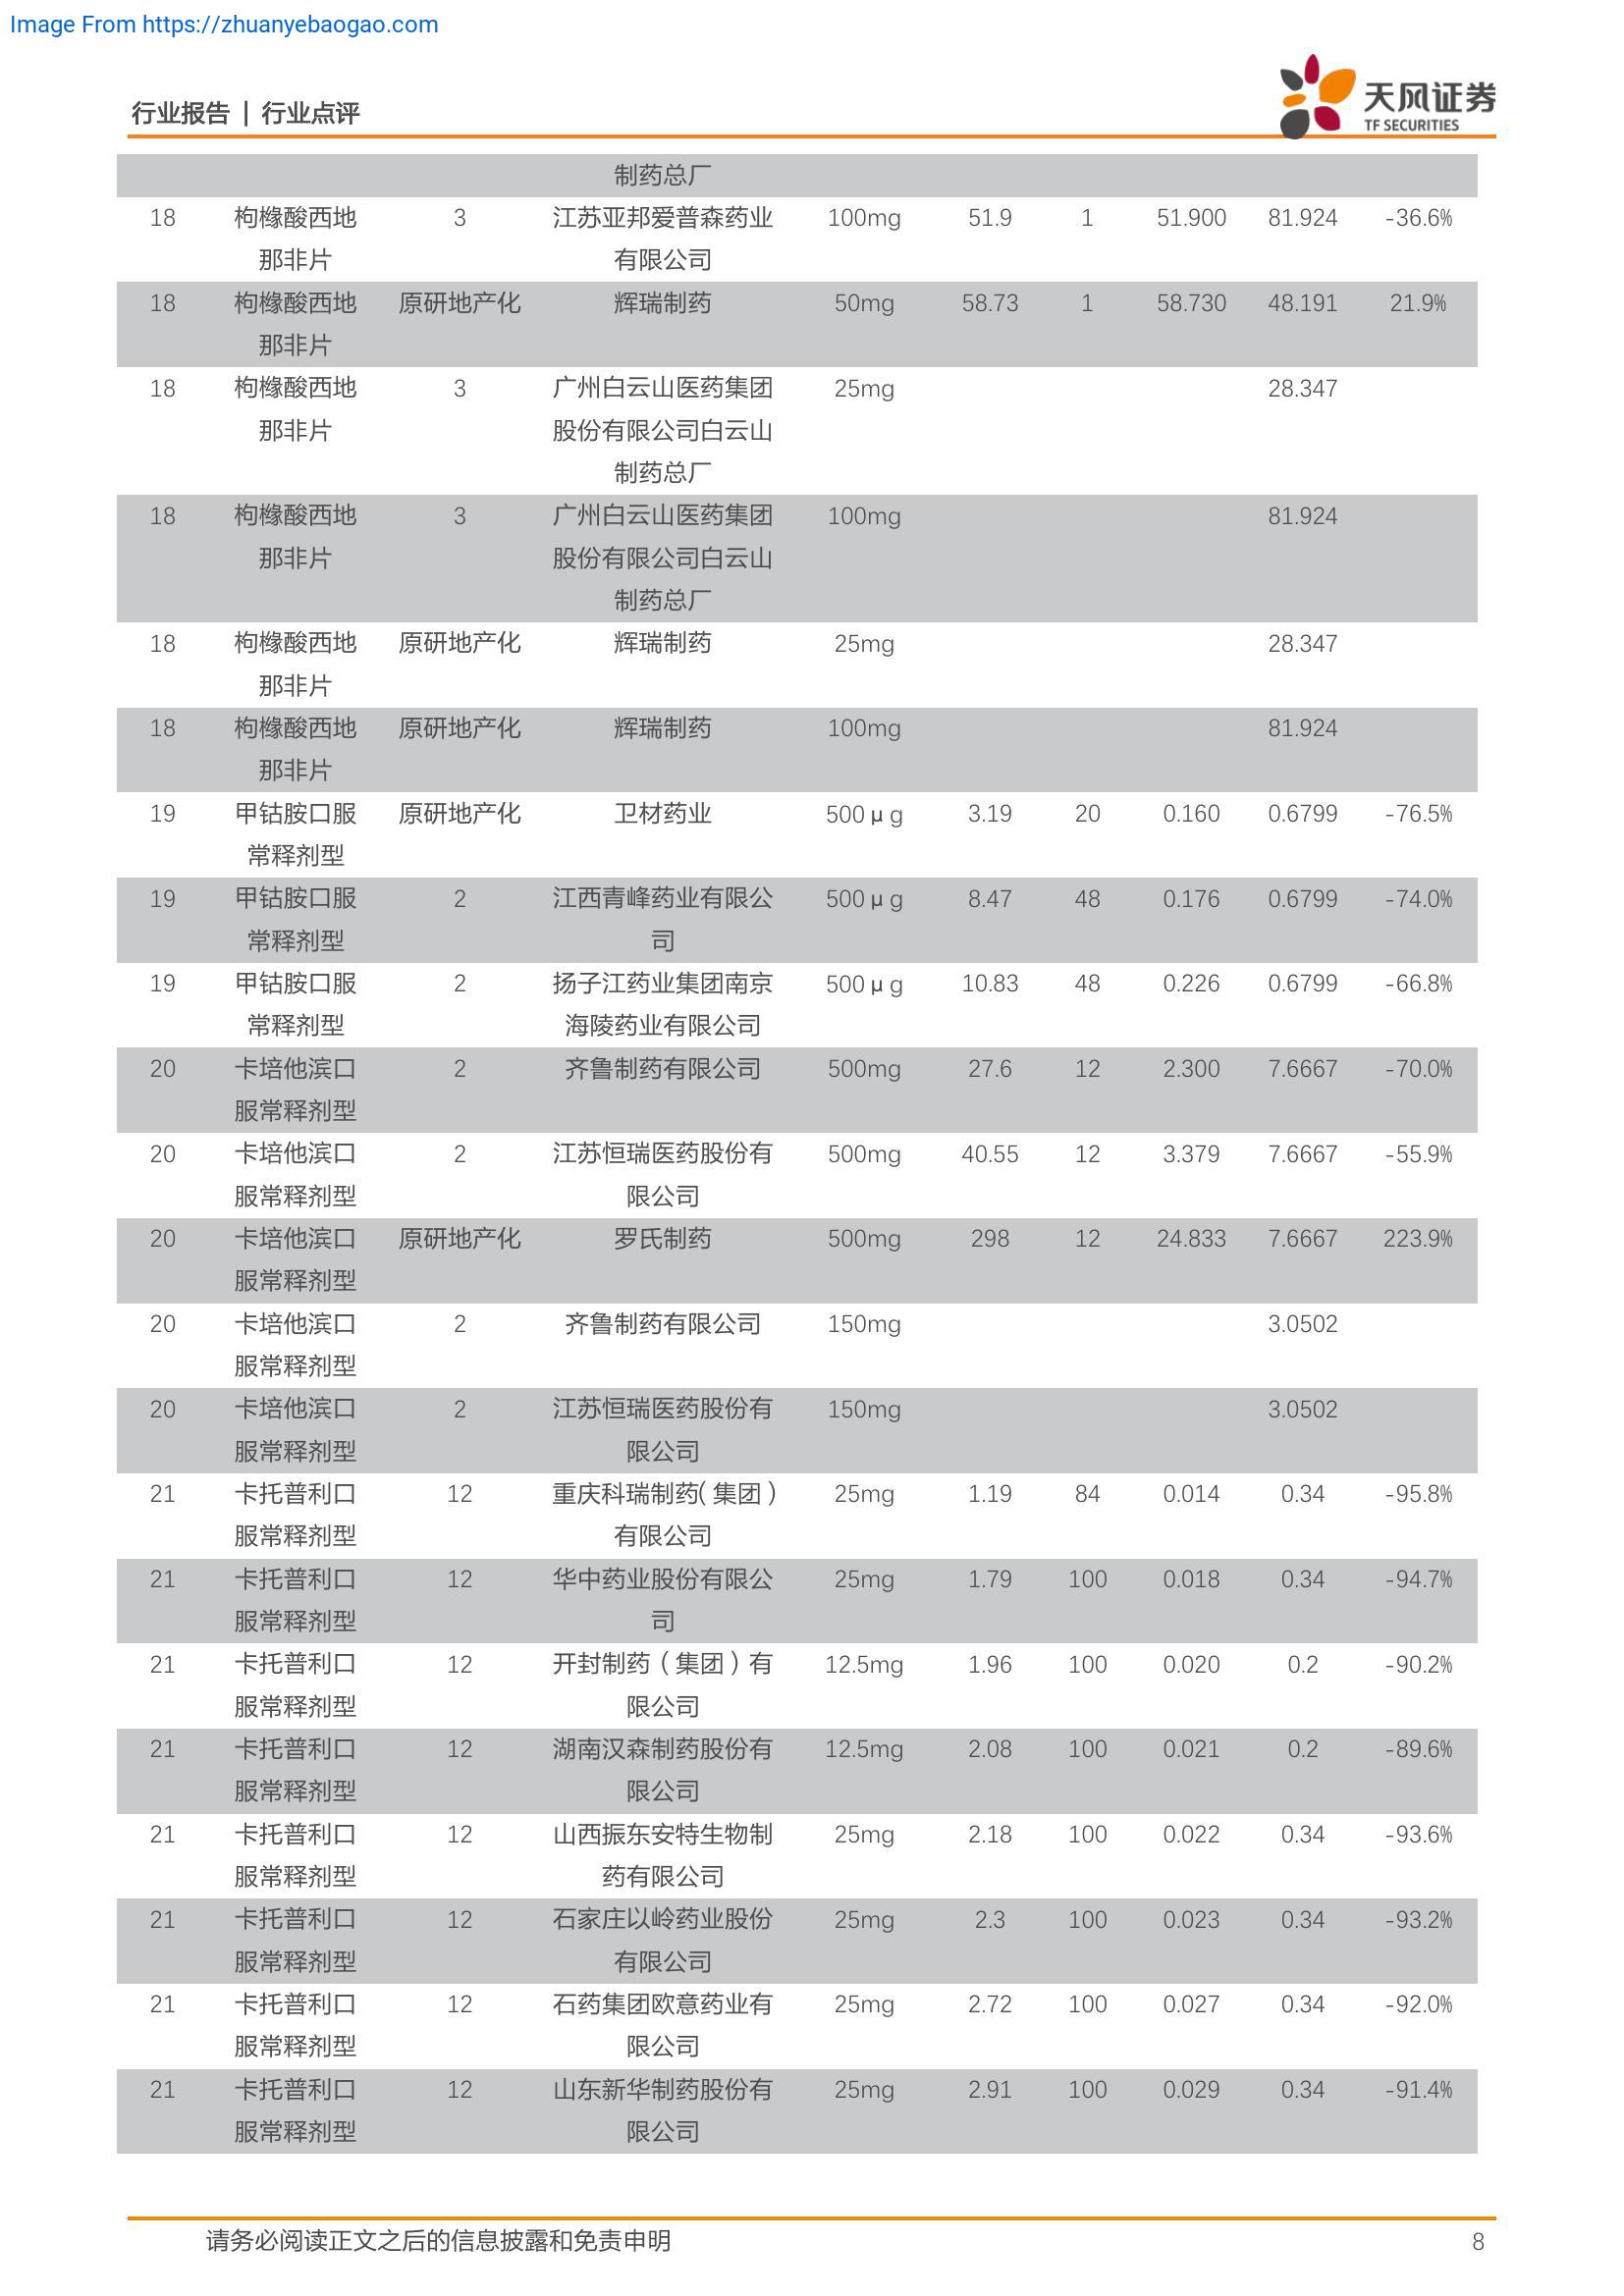 Image From https://zhuanyebaogao.com
行业报告 | 行业点评
天风证券
TF SECURITIES
制药总厂
18 枸橼酸西地 3 江苏亚邦爱普森药业 100mg 51.9 1 51.900 81.924 -36.6%
那非片 有限公司
18 枸橼酸西地 原研地产化 辉瑞制药 50mg 58.73 1 58.730 48.191 21.9%
那非片
18 枸橼酸西地 3 广州白云山医药集团 25mg 28.347
那非片 股份有限公司白云山
制药总厂
18 枸橼酸西地 3 广州白云山医药集团 100mg 81.924
那非片 股份有限公司白云山
制药总厂
18 枸橼酸西地 原研地产化 辉瑞制药 25mg 28.347
那非片
18 枸橼酸西地 原研地产化 辉瑞制药 100mg 81.924
那非片
19 甲钴胺口服 原研地产化 卫材药业 500μg 3.19 20 0.160 0.6799 -76.5%
常释剂型
19 甲钴胺口服 2 江西青峰药业有限公 500μg 8.47 48 0.176 0.6799 -74.0%
常释剂型 司
19 甲钴胺口服 2 扬子江药业集团南京 500μg 10.83 48 0.226 0.6799 -66.8%
常释剂型 海陵药业有限公司
20 卡培他滨口 2 齐鲁制药有限公司 500mg 27.6 12 2.300 7.6667 -70.0%
服常释剂型
20 卡培他滨口 2 江苏恒瑞医药股份有 500mg 40.55 12 3.379 7.6667 -55.9%
服常释剂型 限公司
20 卡培他滨口 原研地产化 罗氏制药 500mg 298 12 24.833 7.6667 223.9%
服常释剂型
20 卡培他滨口 2 齐鲁制药有限公司 150mg 3.0502
服常释剂型
20 卡培他滨口 2 江苏恒瑞医药股份有 150mg 3.0502
服常释剂型 限公司
21 卡托普利口 12 重庆科瑞制药(集团) 25mg 1.19 84 0.014 0.34 -95.8%
服常释剂型 有限公司
21 卡托普利口 12 华中药业股份有限公 25mg 1.79 100 0.018 0.34 -94.7%
服常释剂型 司
21 卡托普利口 12 开封制药(集团)有 12.5mg 1.96 100 0.020 0.2 -90.2%
服常释剂型 限公司
21 卡托普利口 12 湖南汉森制药股份有 12.5mg 2.08 100 0.021 0.2 -89.6%
服常释剂型 限公司
21 卡托普利口 12 山西振东安特生物制 25mg 2.18 100 0.022 0.34 -93.6%
服常释剂型 药有限公司
21 卡托普利口 12 石家庄以岭药业股份 25mg 2.3 100 0.023 0.34 -93.2%
服常释剂型 有限公司
21 卡托普利口 12 石药集团欧意药业有 25mg 2.72 100 0.027 0.34 -92.0%
服常释剂型 限公司
21 卡托普利口 12 山东新华制药股份有 25mg 2.91 100 0.029 0.34 -91.4%
服常释剂型 限公司
请务必阅读正文之后的信息披露和免责申明 8